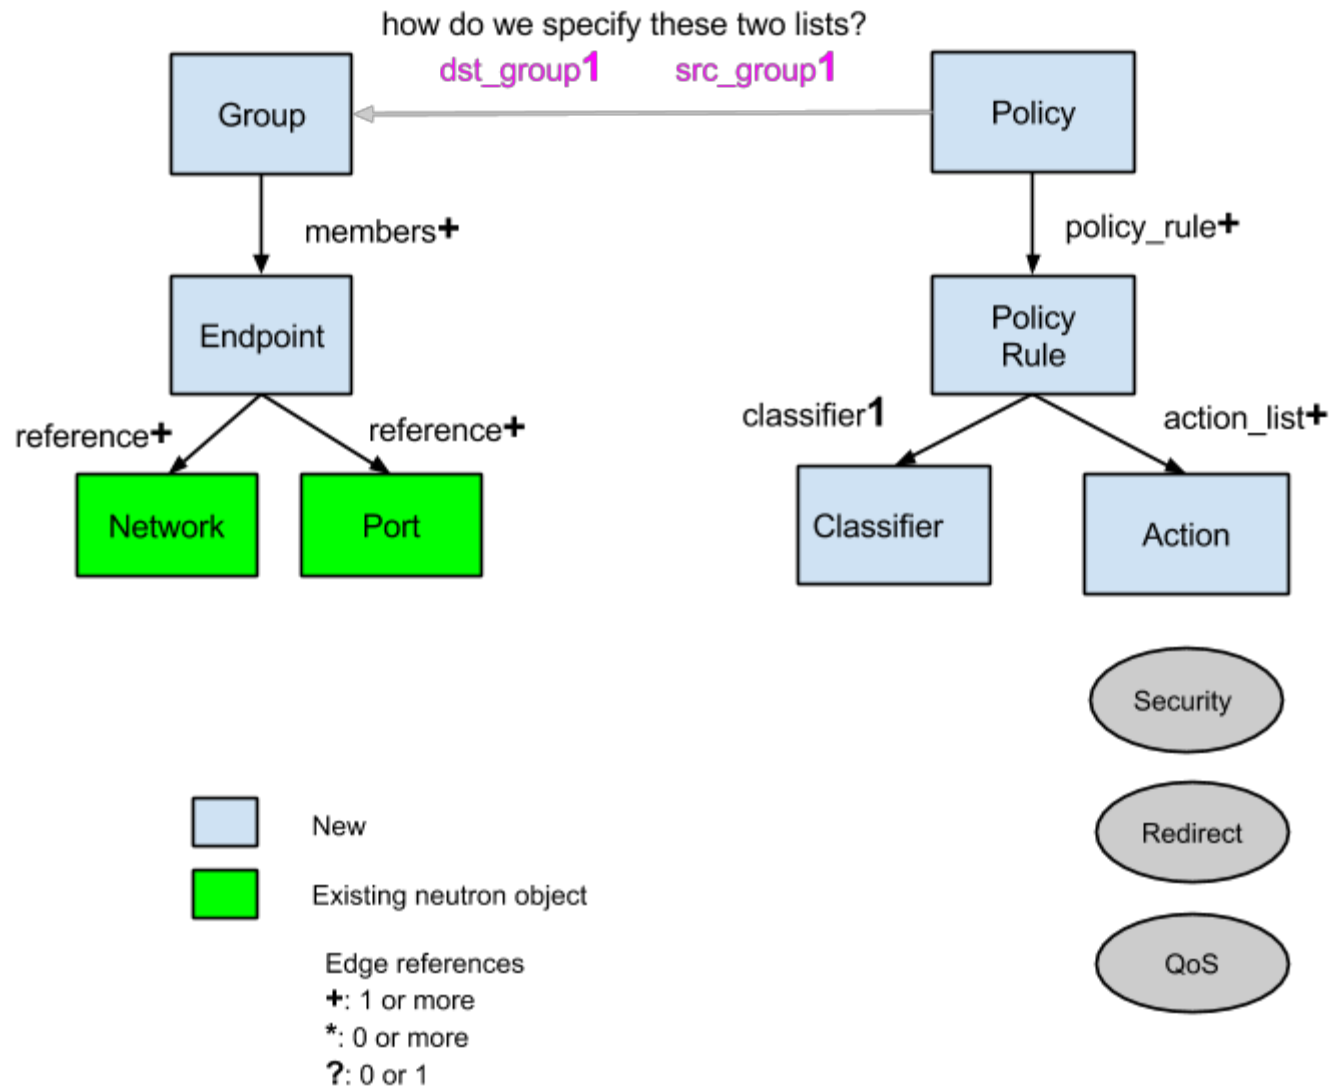 how do we specify these two lists?
dst_group1 src_group1
Group
Policy
members+
policy_rule+
Endpoint
Policy
Rule
classifier1
action_list+
reference+
reference+
Network
Port
Classifier
Action
Security
Redirect
QoS
New
Existing neutron object
Edge references
+: 1 or more
*: 0 or more
?: 0 or 1